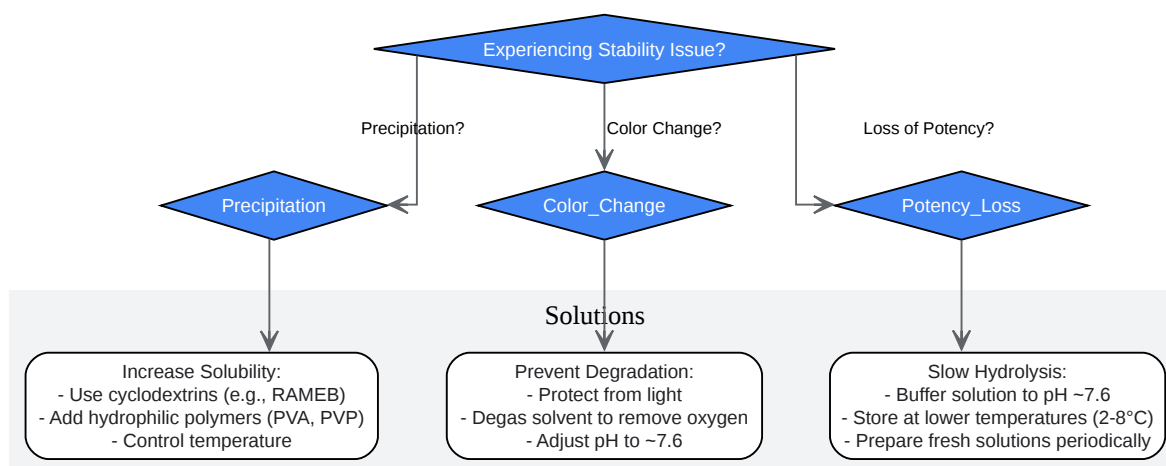 Experiencing Stability Issue?
Precipitation?
Color Change?
Loss of Potency?
Precipitation
Color_Change
Potency_Loss
Solutions
Increase Solubility:
- Use cyclodextrins (e.g., RAMEB)
- Add hydrophilic polymers (PVA, PVP)
- Control temperature
Prevent Degradation:
- Protect from light
- Degas solvent to remove oxygen
- Adjust pH to ~7.6
Slow Hydrolysis:
- Buffer solution to pH ~7.6
- Store at lower temperatures (2-8°C)
- Prepare fresh solutions periodically